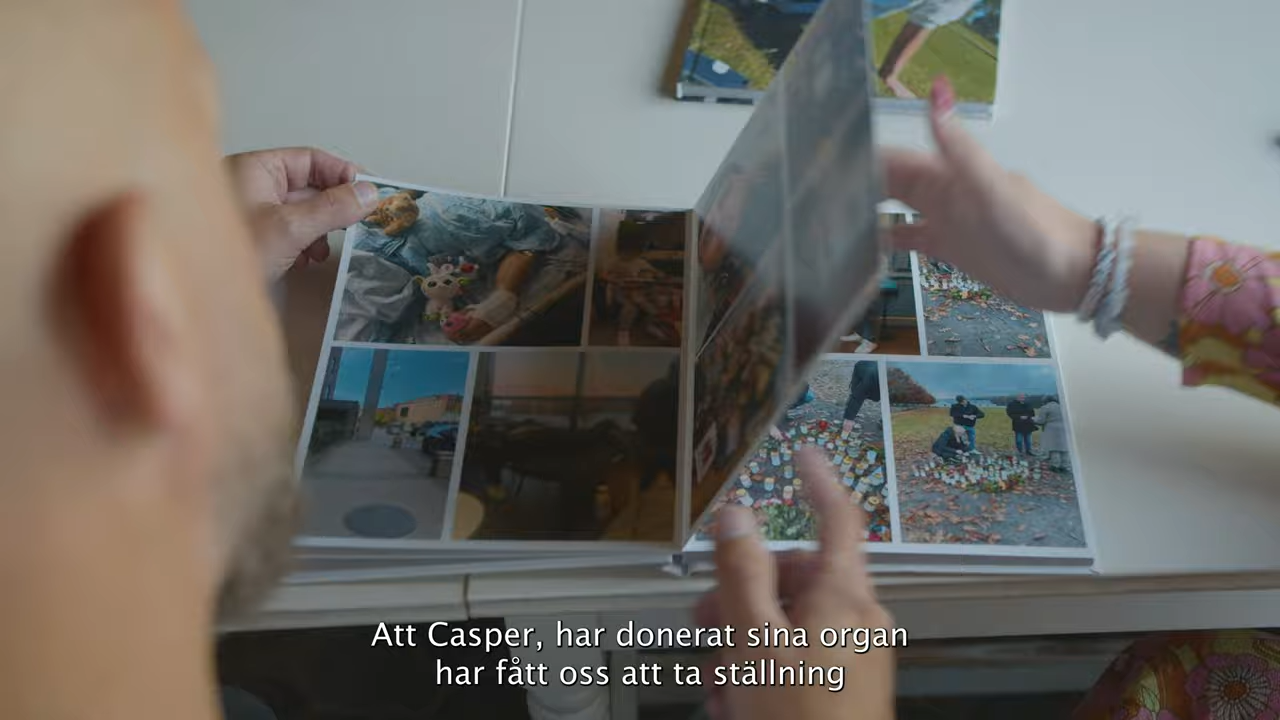 Att Casper, har donerat sina organ
har fått oss att ta ställning